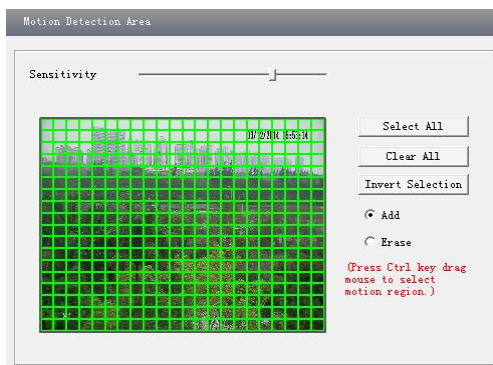 Motion Detection Area
Sensitivity
Select All
Clear All
Invert Selection
Add
Erase
(Press Ctrl key drag
mouse to select
motion region.)